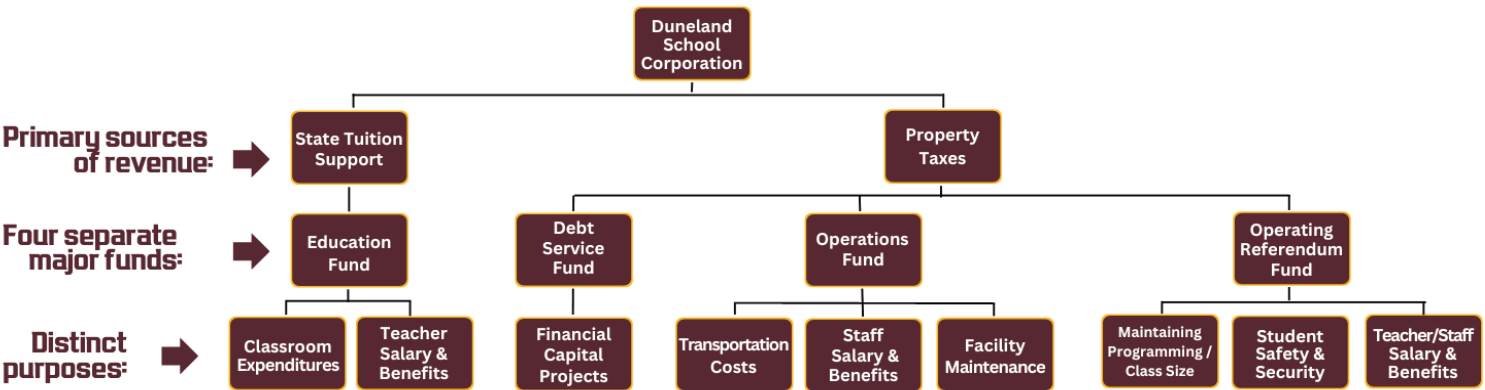 Duneland
School
Corporation
Primary sources
of revenue:
State Tuition
Support
Property
Taxes
Four separate
major funds:
Education
Fund
Debt
Service
Fund
Operations
Fund
Operating
Referendum
Fund
Distinct
purposes:
Classroom
Expenditures
Teacher
Salary &
Benefits
Financial
Capital
Projects
Transportation
Costs
Staff
Salary &
Benefits
Facility
Maintenance
Maintaining
Programming /
Class Size
Student
Safety &
Security
Teacher/Staff
Salary &
Benefits